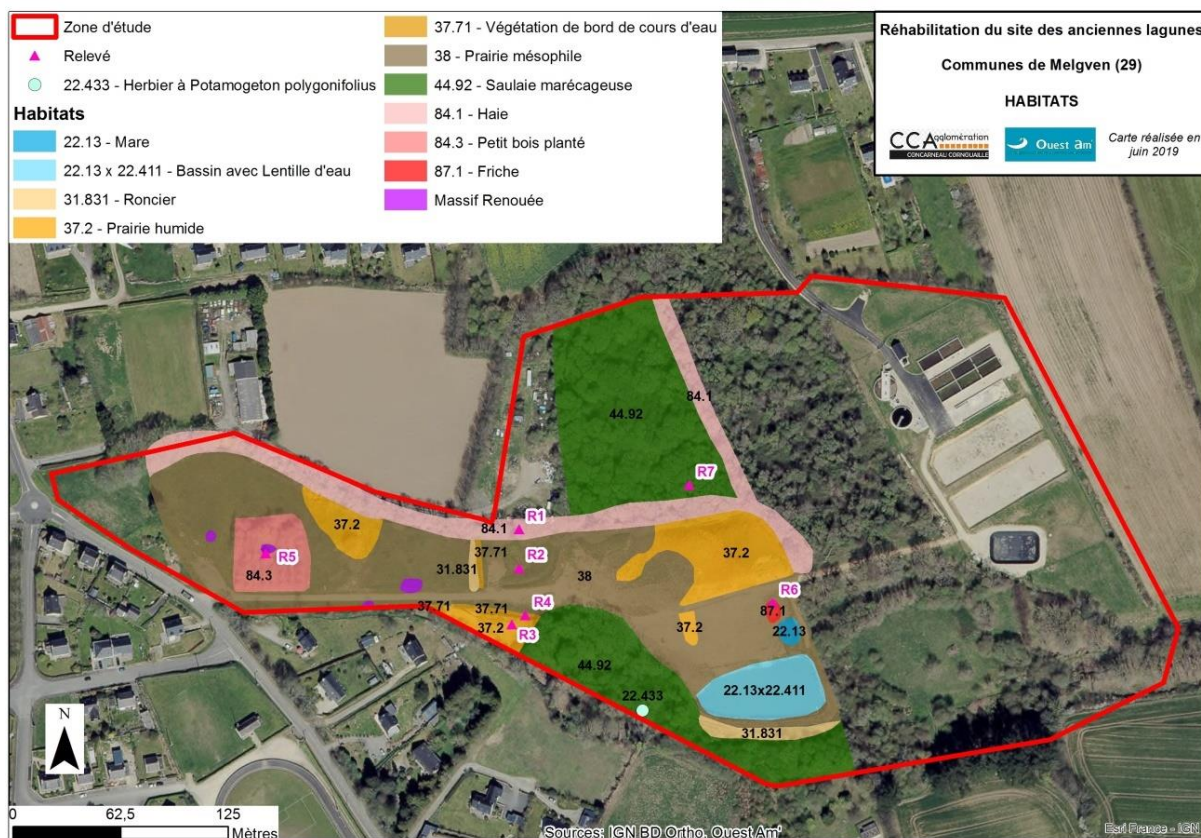 Zone d'étude
Relevé
22.433 - Herbier à Potamogeton polygonifolius
Habitats
22.13 - Mare
22.13 x 22.411 - Bassin avec Lentille d'eau
31.831 - Roncier
37.2 - Prairie humide
37.71 - Végétation de bord de cours d'eau
38 - Prairie mésophile
44.92 - Saulaie marécageuse
84.1 - Haie
84.3 - Petit bois planté
87.1 - Friche
Massif Renouée
Réhabilitation du site des anciennes lagunes
Communes de Melgven (29)
HABITATS
CCAgglomération
CONCARNEAU CORNOUAILLE
Ouest am
Carte réalisée en
juin 2019
84.1
44.92
R7
37.2
R1
84.1
37.71
R2
37.2
31.831
38
R5
84.3
R6
87.1
37.71
37.71
R4
37.2
R3
37.2
22.13
44.92
22.13x22.411
22.433
31.831
N
0
62,5
125
Mètres
Sources: IGN BD Ortho, Ouest Am'
Esri France - IGN